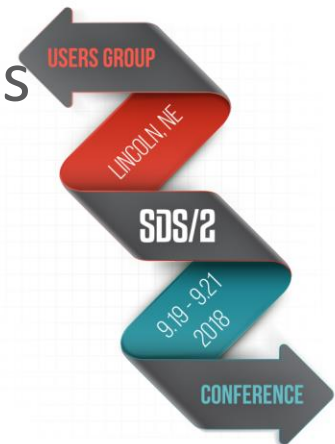 s
USERS GROUP
LINCOLN, NE
SDS/2
9.19 - 9.21
2018
CONFERENCE